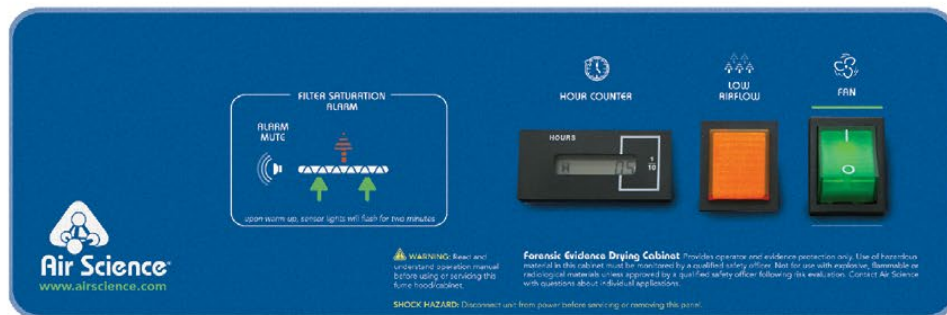 FILTER SATURATION
ALARM
ALARM
MUTE
upon warm up, sensor lights will flash for two minutes
HOUR COUNTER
HOURS
H
05
1
10
LOW
AIRFLOW
FAN
I
O
Air Science®
www.airscience.com
WARNING: Read and
understand operation manual
before using or servicing this
fume hood/cabinet.
Forensic Evidence Drying Cabinet Provides operator and evidence protection only. Use of hazardous
material in this cabinet must be monitored by a qualified safety officer. Not for use with explosive, flammable or
radiological materials unless approved by a qualified safety officer following risk evaluation. Contact Air Science
with questions about individual applications.
SHOCK HAZARD: Disconnect unit from power before servicing or removing this panel.